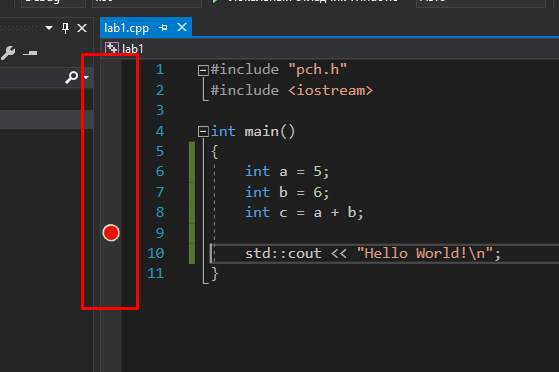 lab1.cpp
lab1
1 #include "pch.h"
2 #include <iostream>
3
4 int main()
5 {
6 int a = 5;
7 int b = 6;
8 int c = a + b;
9
10 std::cout << "Hello World!\n";
11 }